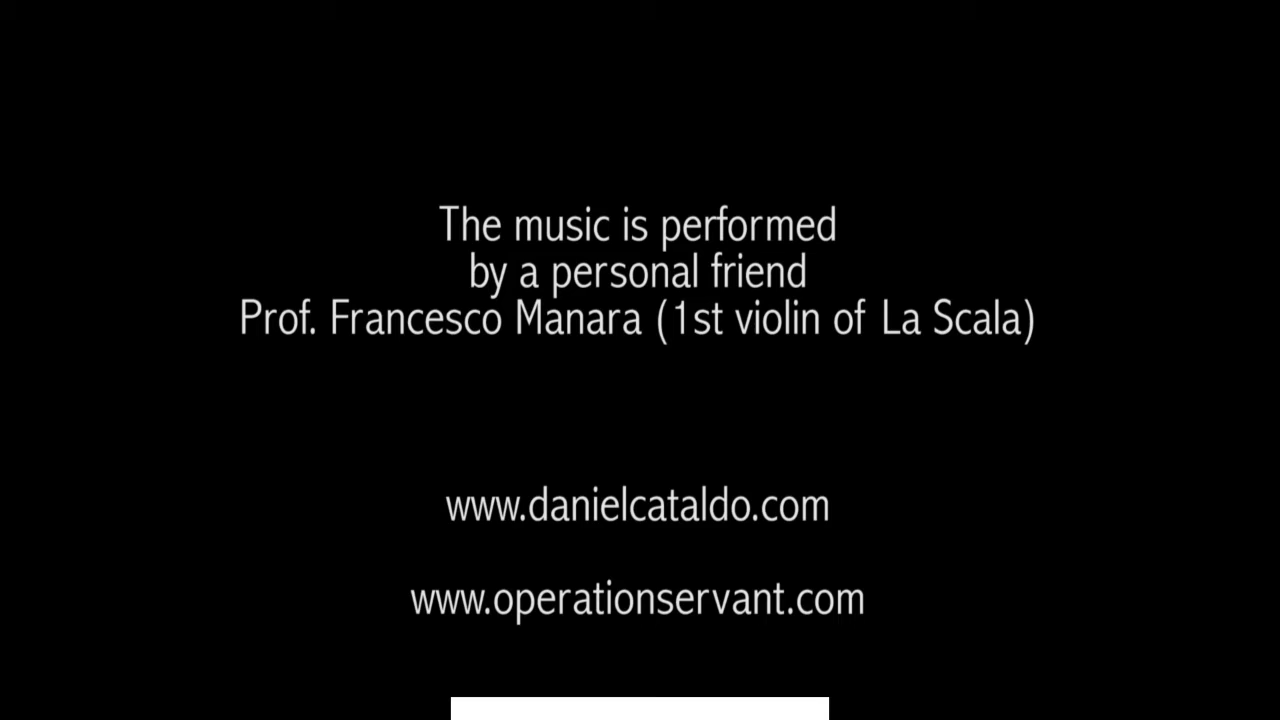 The music is performed
by a personal friend
Prof. Francesco Manara (1st violin of La Scala)
www.danielcataldo.com
www.operationservant.com